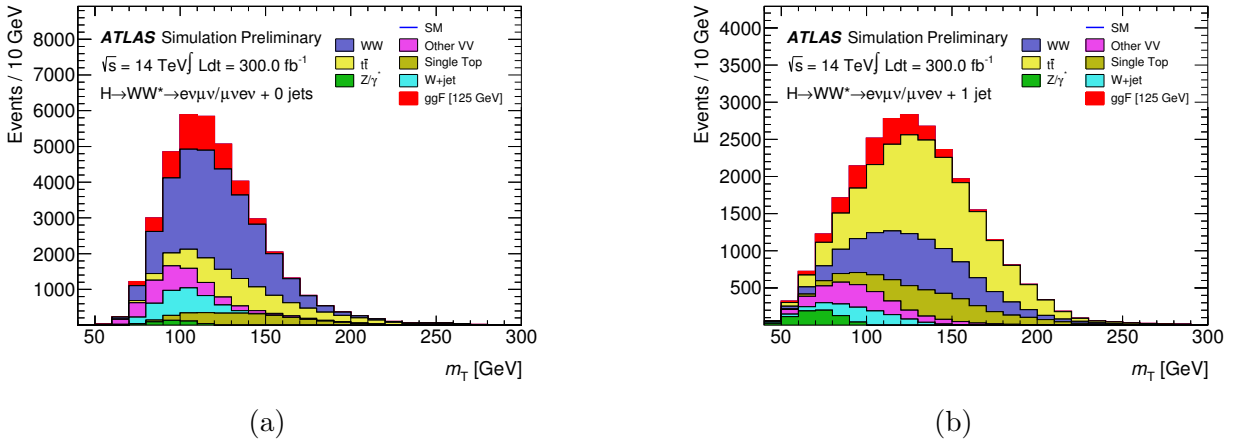 Events / 10 GeV
8000
7000
6000
5000
4000
3000
2000
1000
ATLAS Simulation Preliminary
√s = 14 TeV ∫ Ldt = 300.0 fb⁻¹
H→WW*→eνμν/μνeν + 0 jets
SM
WW
Other VV
tt̄
Single Top
Z/γ*
W+jet
ggF [125 GeV]
50 100 150 200 250 300
m_T [GeV]
(a)
Events / 10 GeV
4000
3500
3000
2500
2000
1500
1000
500
ATLAS Simulation Preliminary
√s = 14 TeV ∫ Ldt = 300.0 fb⁻¹
H→WW*→eνμν/μνeν + 1 jet
SM
WW
Other VV
tt̄
Single Top
Z/γ*
W+jet
ggF [125 GeV]
50 100 150 200 250 300
m_T [GeV]
(b)